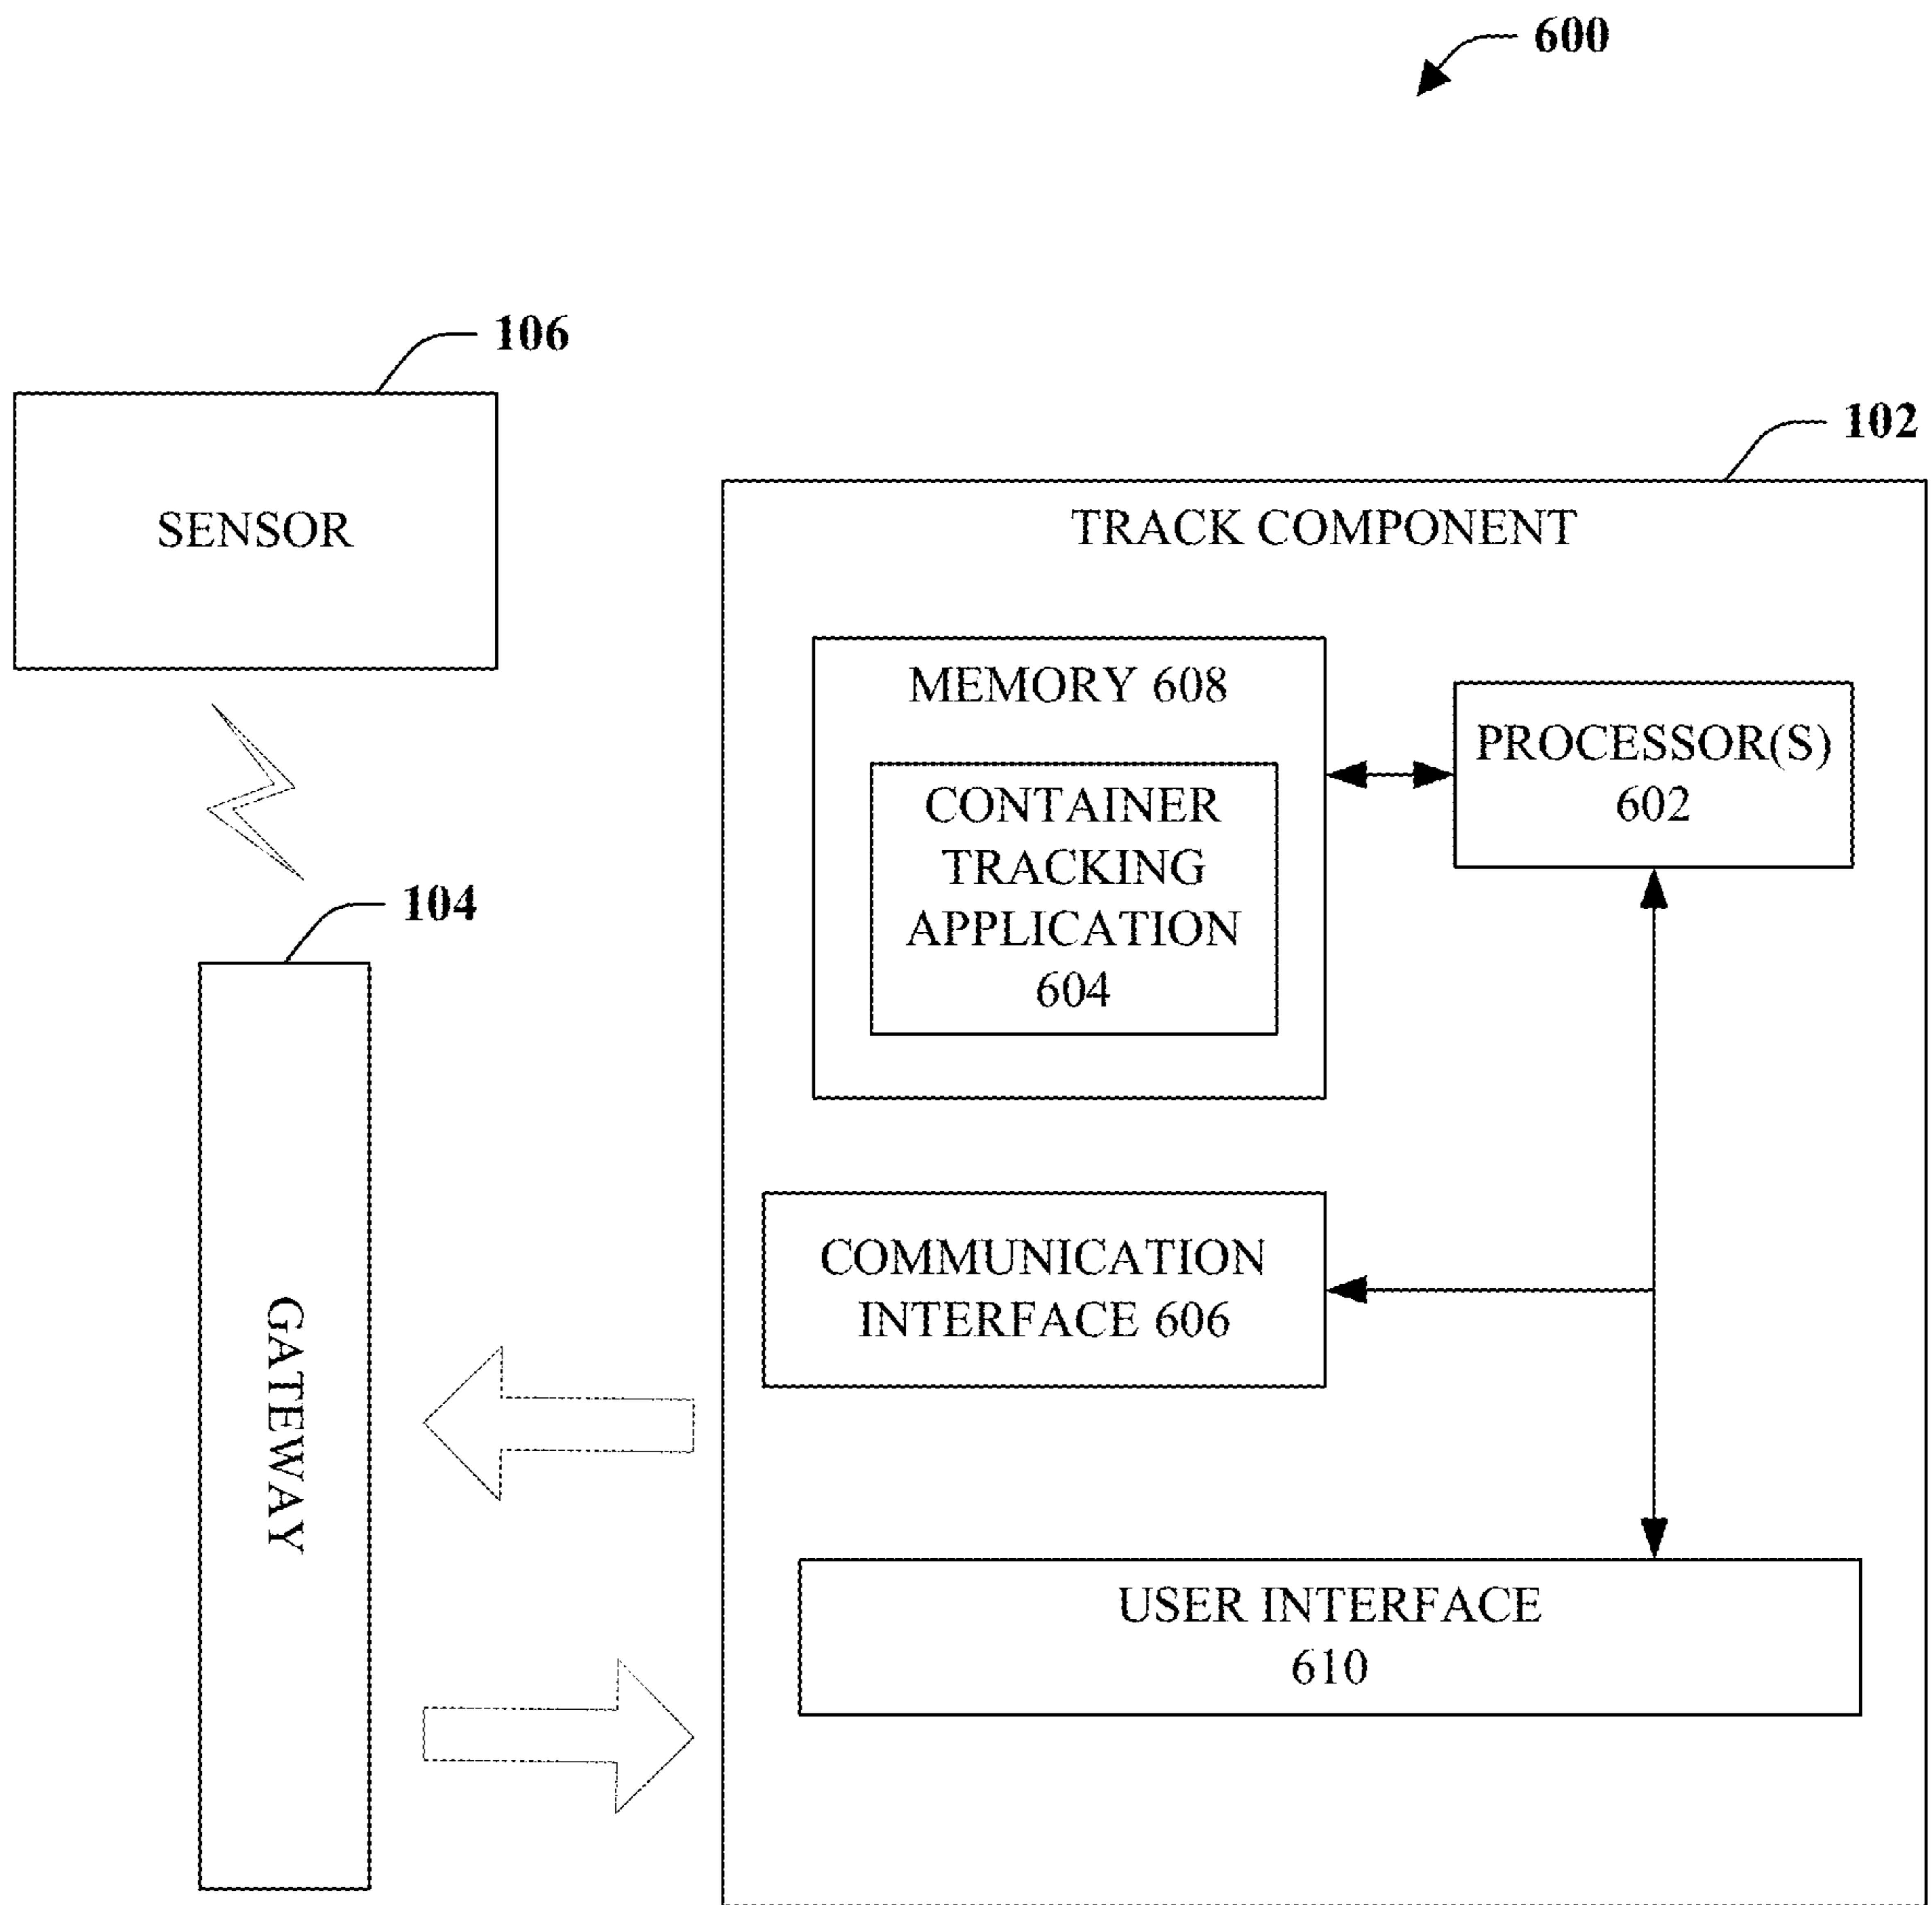 600
106
SENSOR
102
TRACK COMPONENT
MEMORY 608
PROCESSOR(S)
602
CONTAINER
TRACKING
APPLICATION
604
104
GATEWAY
COMMUNICATION
INTERFACE 606
USER INTERFACE
610